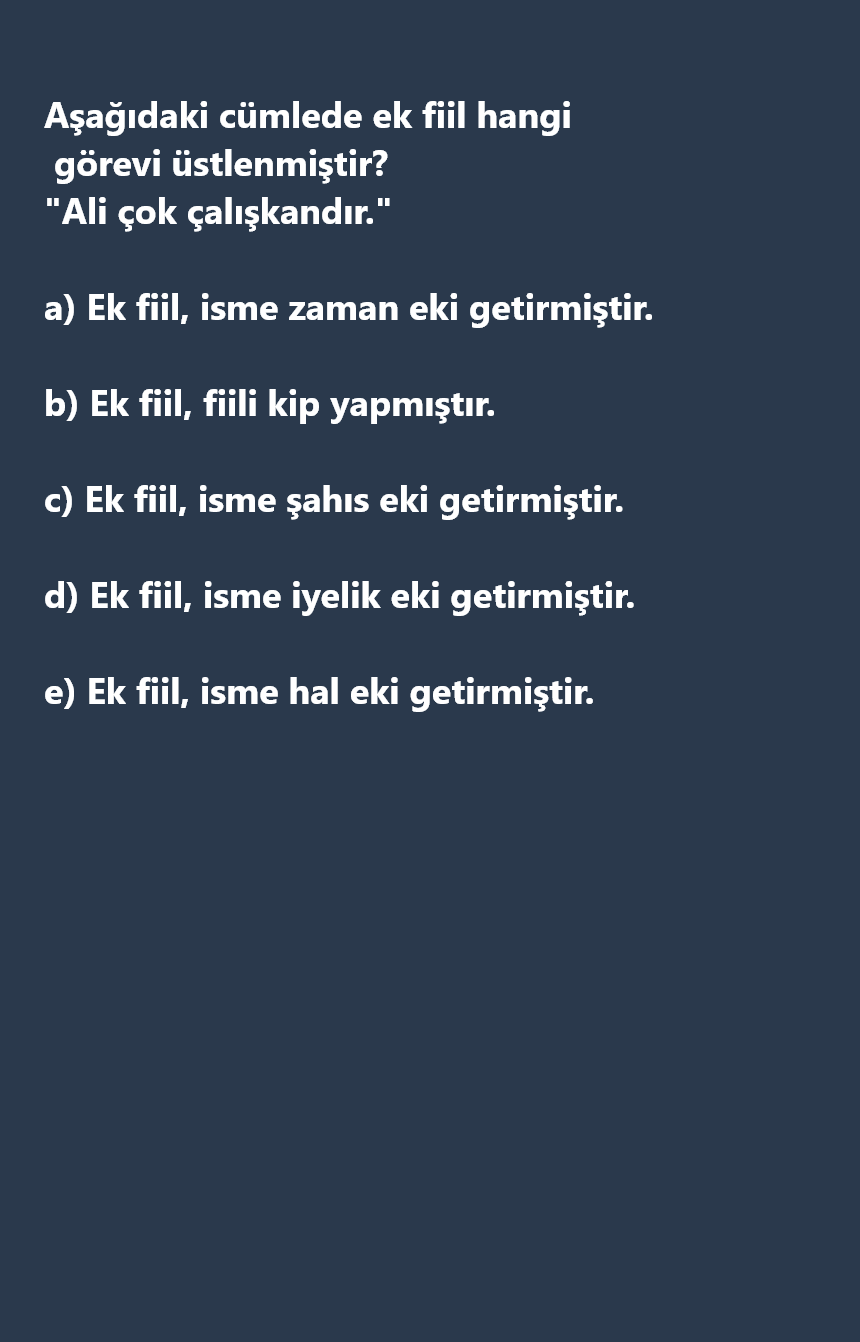 Aşağıdaki cümlede ek fiil hangi
görevi üstlenmiştir?
"Ali çok çalışkandır."
a) Ek fiil, isme zaman eki getirmiştir.
b) Ek fiil, fiili kip yapmıştır.
c) Ek fiil, isme şahıs eki getirmiştir.
d) Ek fiil, isme iyelik eki getirmiştir.
e) Ek fiil, isme hal eki getirmiştir.